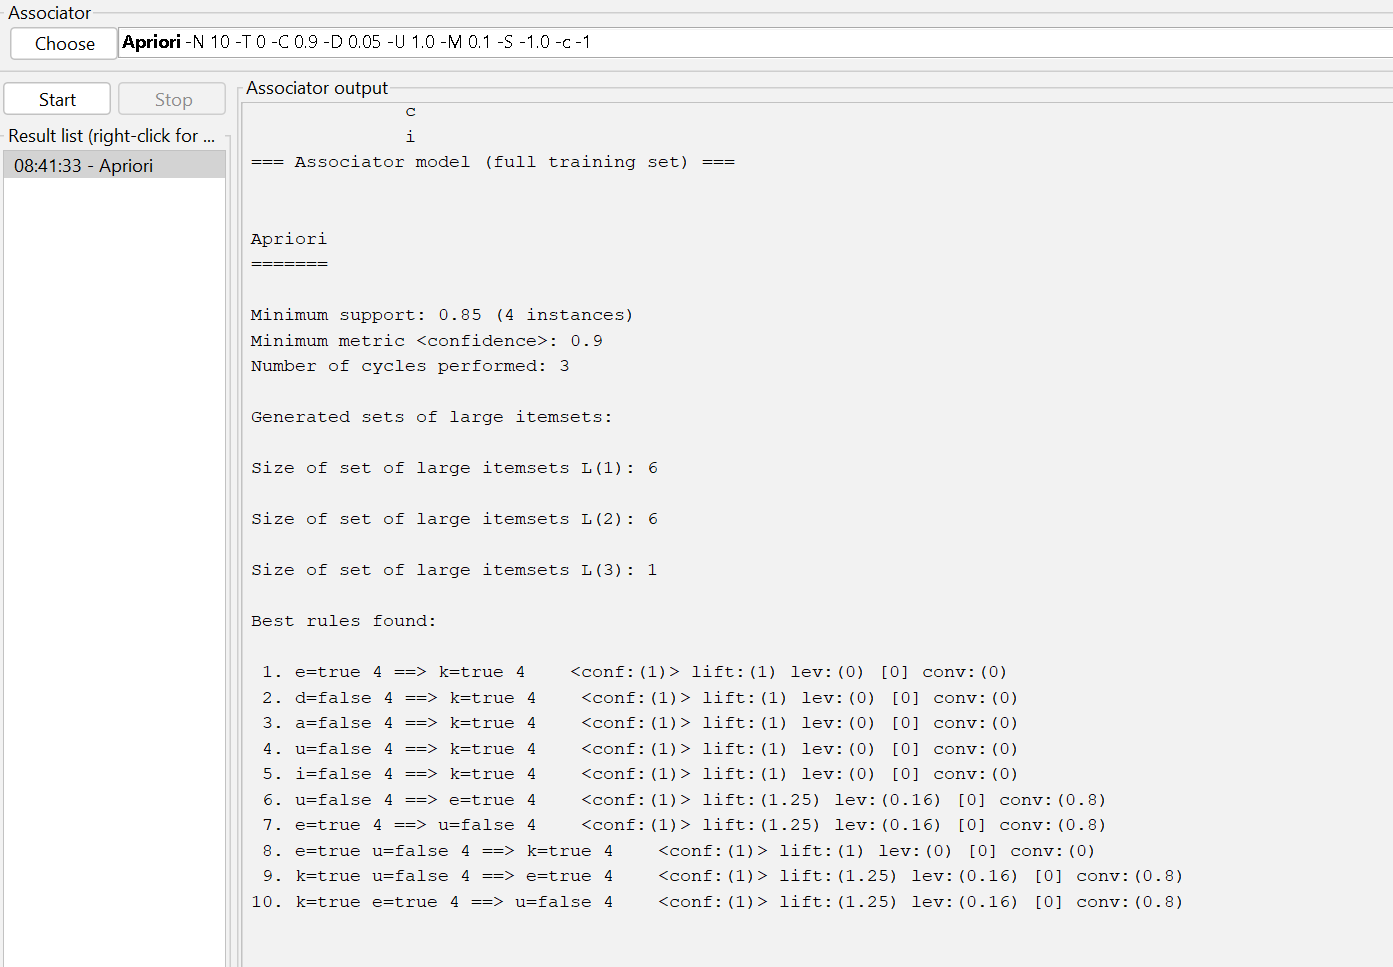 Associator
Choose Apriori -N 10 -T 0 -C 0.9 -D 0.05 -U 1.0 -M 0.1 -S -1.0 -c -1
Start Stop
Result list (right-click for ...
08:41:33 - Apriori
Associator output
c
i
=== Associator model (full training set) ===
Apriori
=======
Minimum support: 0.85 (4 instances)
Minimum metric <confidence>: 0.9
Number of cycles performed: 3
Generated sets of large itemsets:
Size of set of large itemsets L(1): 6
Size of set of large itemsets L(2): 6
Size of set of large itemsets L(3): 1
Best rules found:
1. e=true 4 ==> k=true 4 <conf:(1)> lift:(1) lev:(0) [0] conv:(0)
2. d=false 4 ==> k=true 4 <conf:(1)> lift:(1) lev:(0) [0] conv:(0)
3. a=false 4 ==> k=true 4 <conf:(1)> lift:(1) lev:(0) [0] conv:(0)
4. u=false 4 ==> k=true 4 <conf:(1)> lift:(1) lev:(0) [0] conv:(0)
5. i=false 4 ==> k=true 4 <conf:(1)> lift:(1) lev:(0) [0] conv:(0)
6. u=false 4 ==> e=true 4 <conf:(1)> lift:(1.25) lev:(0.16) [0] conv:(0.8)
7. e=true 4 ==> u=false 4 <conf:(1)> lift:(1.25) lev:(0.16) [0] conv:(0.8)
8. e=true u=false 4 ==> k=true 4 <conf:(1)> lift:(1) lev:(0) [0] conv:(0)
9. k=true u=false 4 ==> e=true 4 <conf:(1)> lift:(1.25) lev:(0.16) [0] conv:(0.8)
10. k=true e=true 4 ==> u=false 4 <conf:(1)> lift:(1.25) lev:(0.16) [0] conv:(0.8)